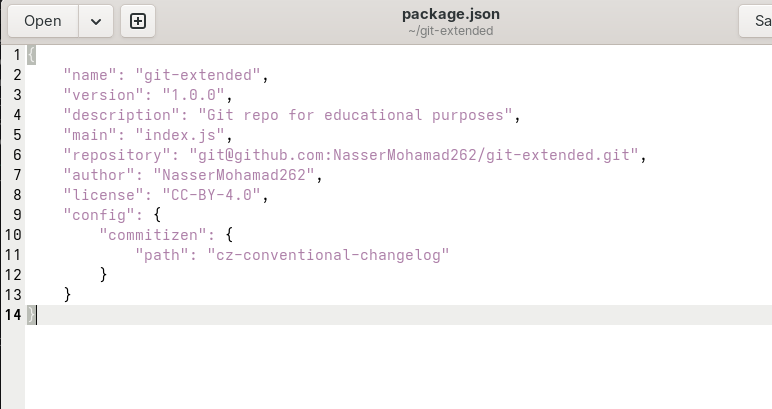 Open
package.json
~/git-extended
Sa
1 {
2     "name": "git-extended",
3     "version": "1.0.0",
4     "description": "Git repo for educational purposes",
5     "main": "index.js",
6     "repository": "git@github.com:NasserMohamad262/git-extended.git",
7     "author": "NasserMohamad262",
8     "license": "CC-BY-4.0",
9     "config": {
10         "commitizen": {
11             "path": "cz-conventional-changelog"
12         }
13     }
14 }